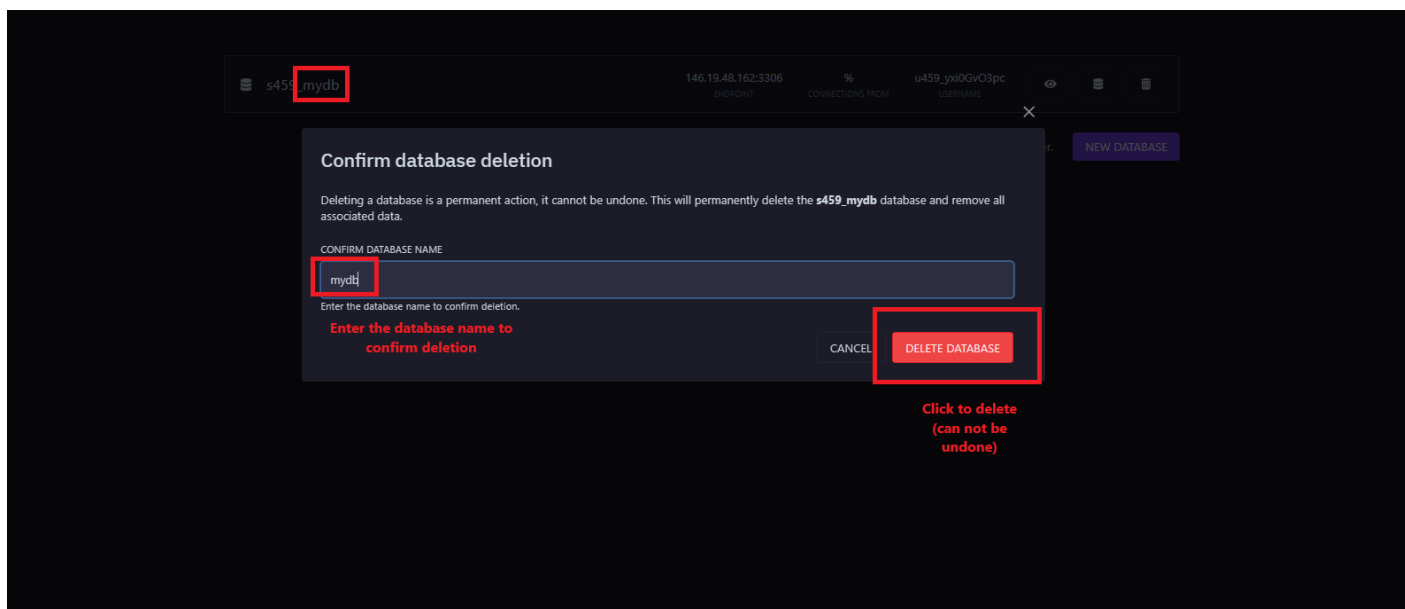 s459_mydb
146.19.48.162:3306
ENDPOINT
%
CONNECTIONS FROM
u459_yxi0GvO3pc
USERNAME
Confirm database deletion
r.
NEW DATABASE
Deleting a database is a permanent action, it cannot be undone. This will permanently delete the s459_mydb database and remove all
associated data.
CONFIRM DATABASE NAME
mydb
Enter the database name to confirm deletion.
Enter the database name to
confirm deletion
CANCEL
DELETE DATABASE
Click to delete
(can not be
undone)